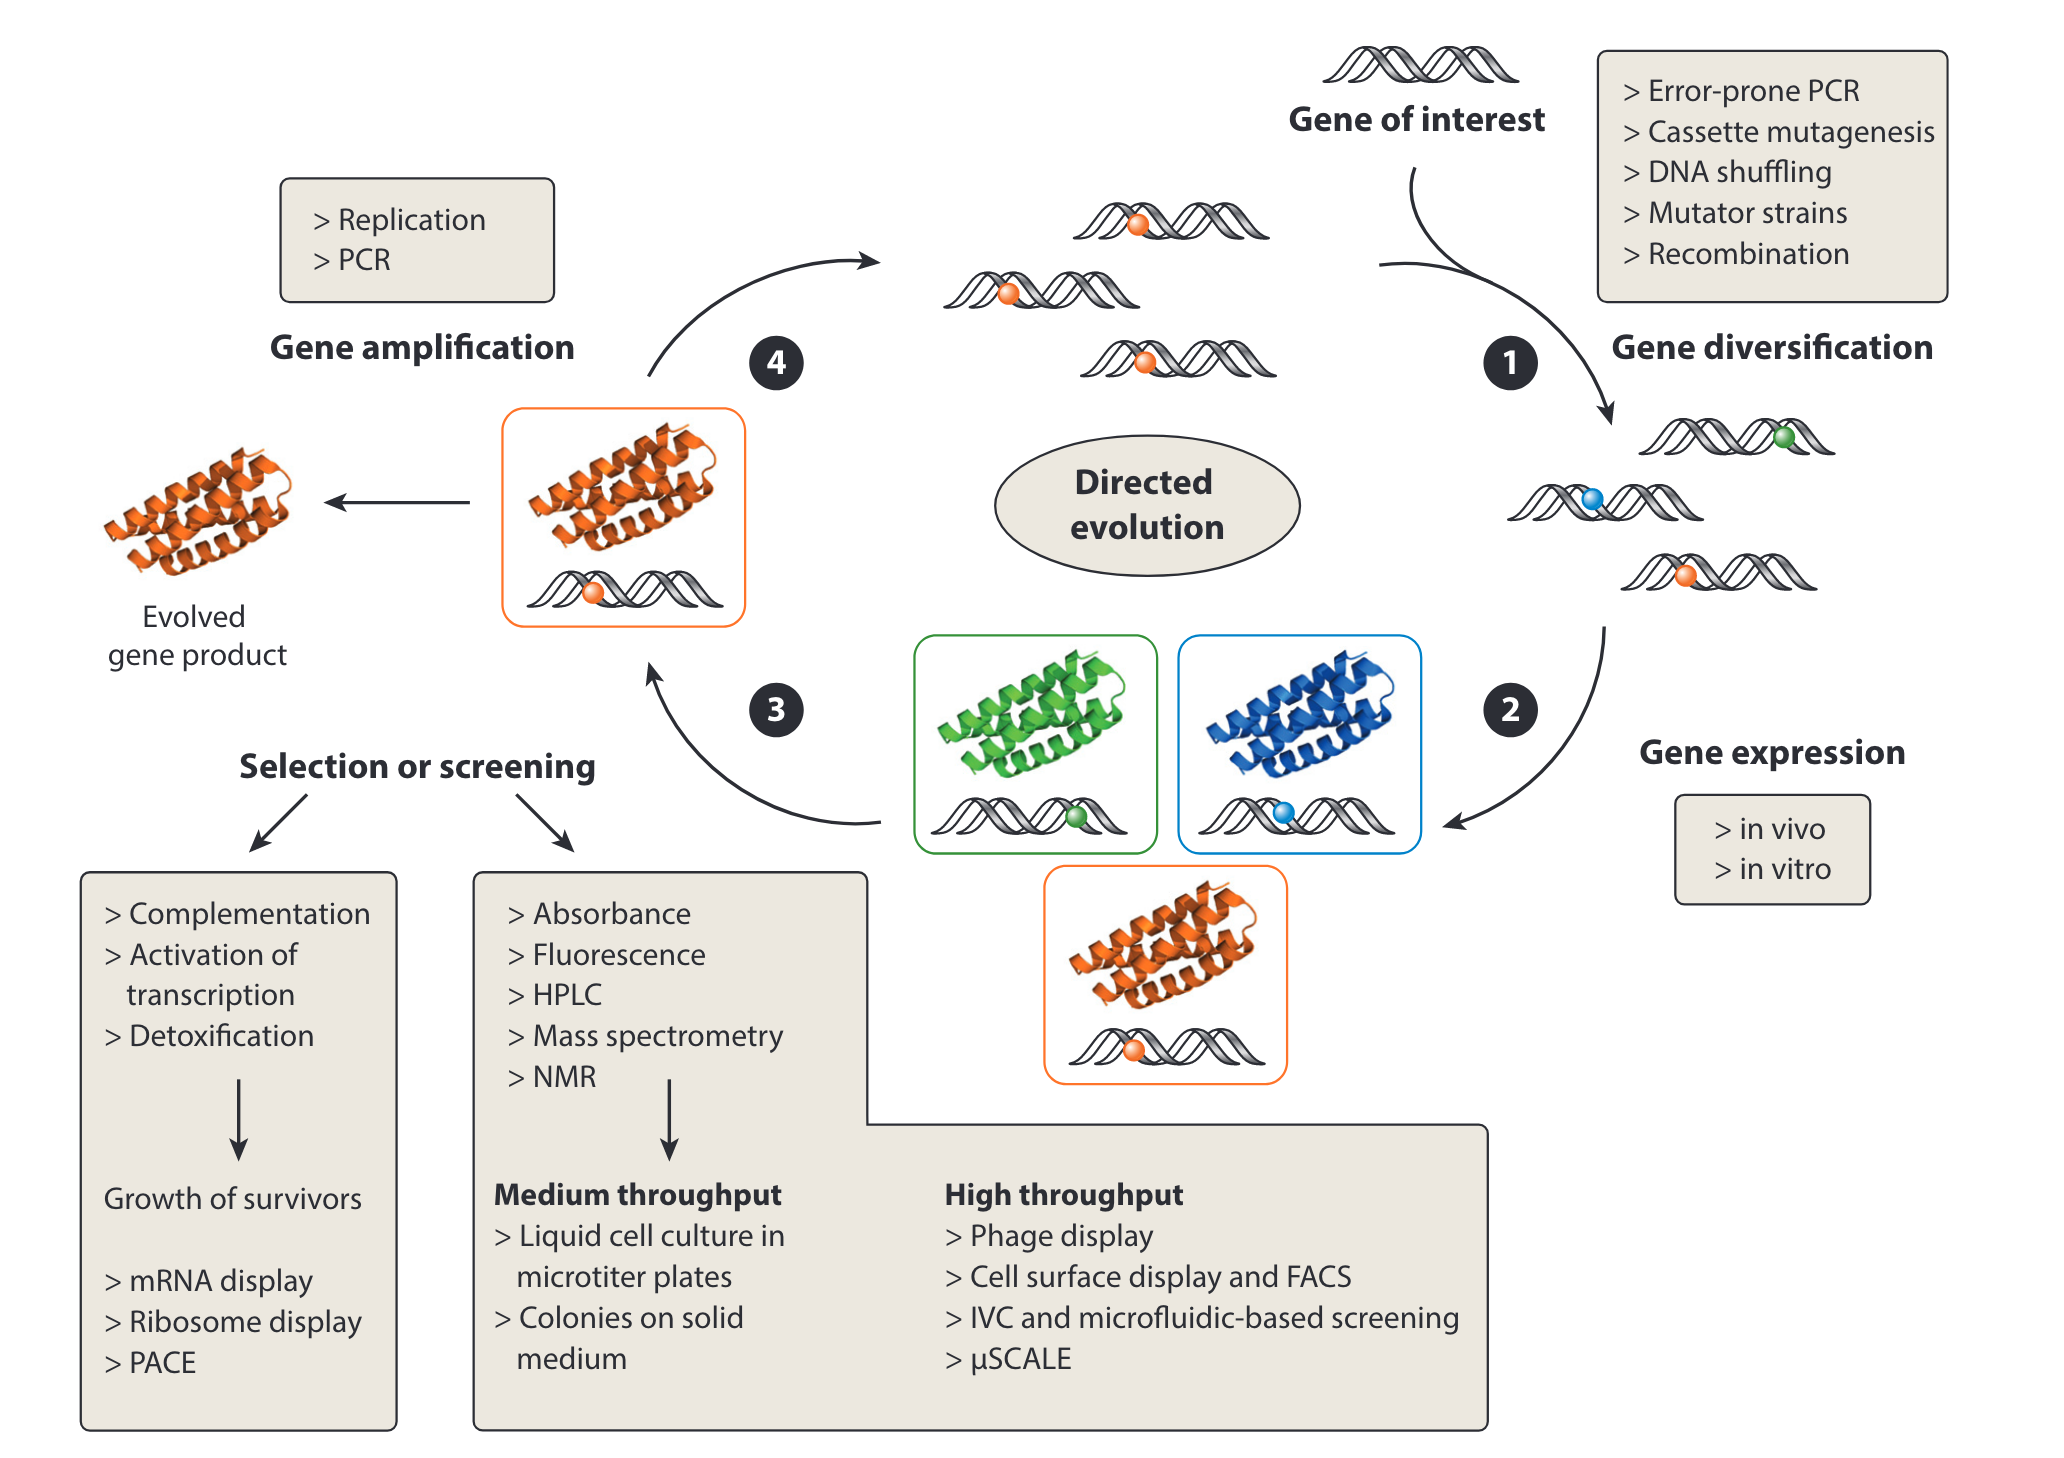 Gene of interest
> Error-prone PCR
> Cassette mutagenesis
> DNA shuffling
> Mutator strains
> Recombination
Gene diversification
1
> Replication
> PCR
Gene amplification
4
Directed
evolution
Evolved
gene product
2
Gene expression
> in vivo
> in vitro
3
Selection or screening
> Complementation
> Activation of
transcription
> Detoxification
Growth of survivors
> mRNA display
> Ribosome display
> PACE
> Absorbance
> Fluorescence
> HPLC
> Mass spectrometry
> NMR
Medium throughput
> Liquid cell culture in
microtiter plates
> Colonies on solid
medium
High throughput
> Phage display
> Cell surface display and FACS
> IVC and microfluidic-based screening
> µSCALE